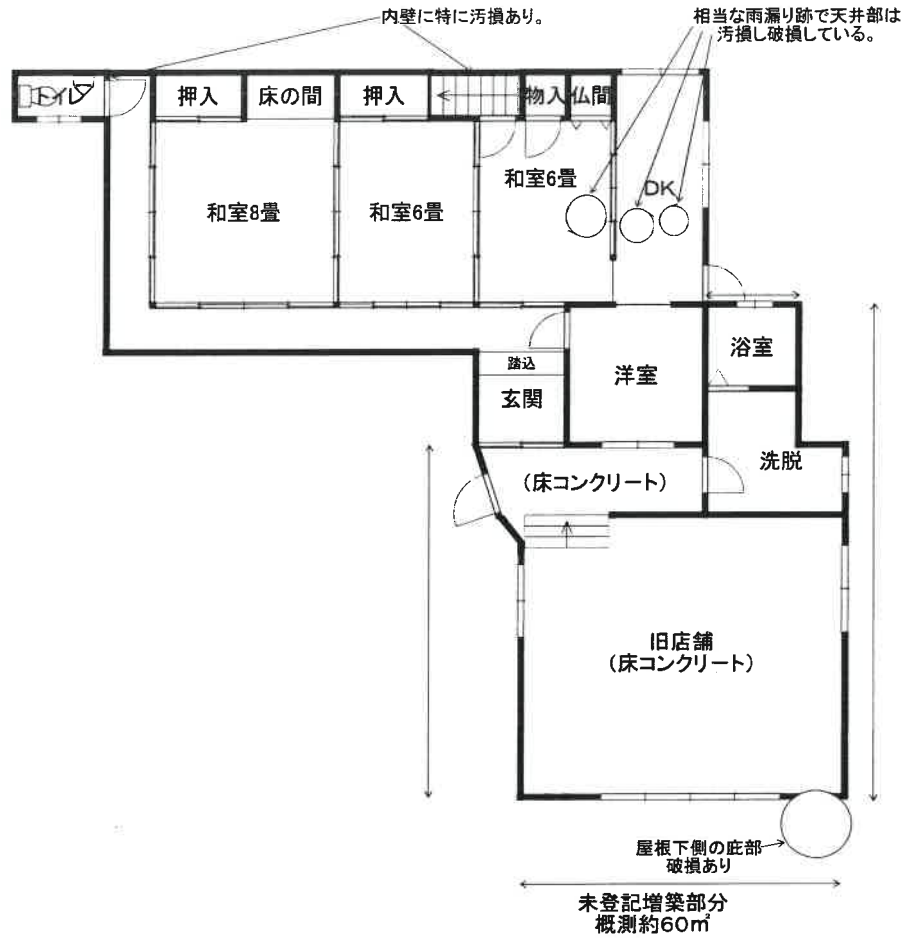 内壁に特に汚損あり。
相当な雨漏り跡で天井部は
汚損し破損している。
トイレ
押入
床の間
押入
物入
仏間
和室8畳
和室6畳
和室6畳
DK
浴室
踏込
玄関
洋室
洗脱
(床コンクリート)
旧店舗
(床コンクリート)
屋根下側の庇部
破損あり
未登記増築部分
概測約60㎡